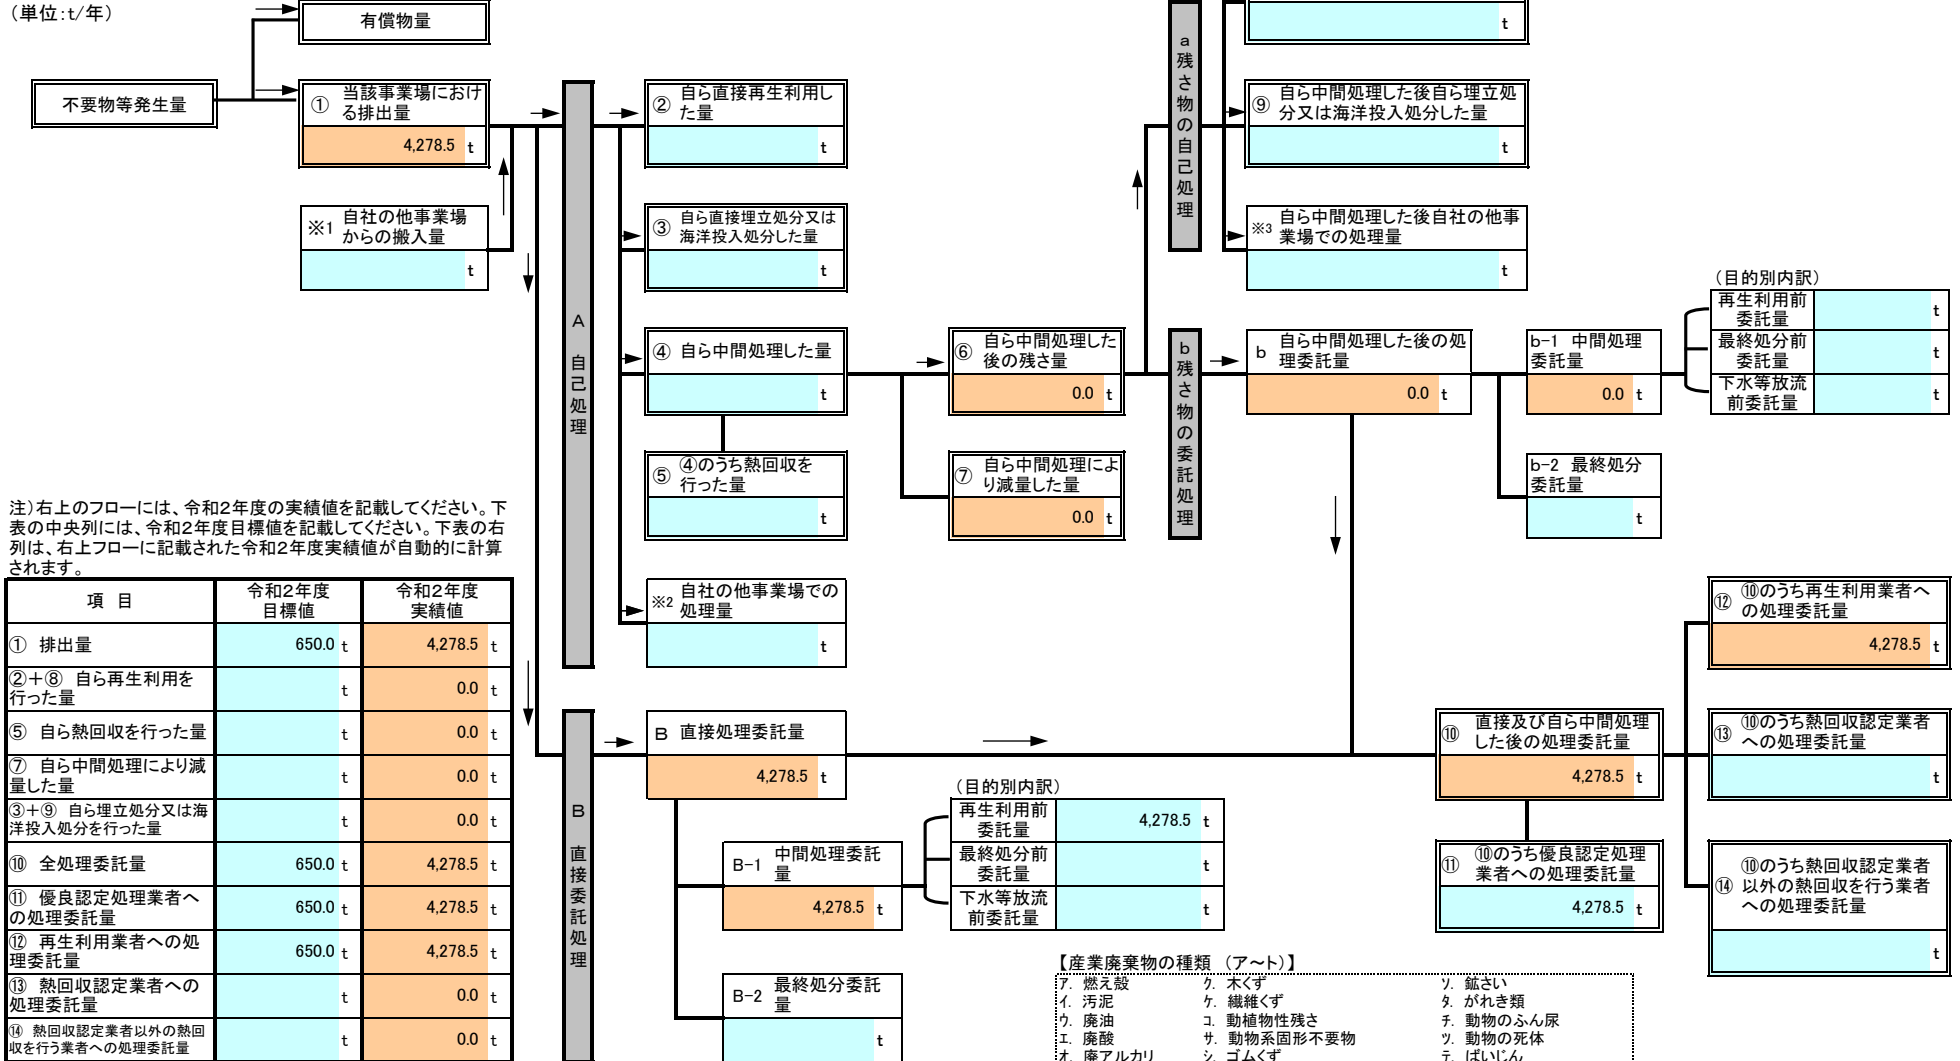 （単位：t/年）
有償物量
不要物等発生量
① 当該事業場におけ
る排出量
4,278.5 t
※1 自社の他事業場
からの搬入量
t
A 自己処理
② 自ら直接再生利用し
た量
t
③ 自ら直接埋立処分又は
海洋投入処分した量
t
④ 自ら中間処理した量
t
⑤ ④のうち熱回収を
行った量
t
※2 自社の他事業場での
処理量
t
⑥ 自ら中間処理した
後の残さ量
0.0 t
⑦ 自ら中間処理によ
り減量した量
0.0 t
a 残さ物の自己処理
t
⑨ 自ら中間処理した後自ら埋立処
分又は海洋投入処分した量
t
※3 自ら中間処理した後自社の他事
業場での処理量
t
b 残さ物の委託処理
b 自ら中間処理した後の処
理委託量
0.0 t
b-1 中間処理
委託量
0.0 t
b-2 最終処分
委託量
t
（目的別内訳）
再生利用前
委託量
t
最終処分前
委託量
t
下水等放流
前委託量
t
注）右上のフローには、令和２年度の実績値を記載してください。下
表の中央列には、令和２年度目標値を記載してください。下表の右
列は、右上フローに記載された令和２年度実績値が自動的に計算
されます。
項 目
令和２年度
目標値
令和２年度
実績値
① 排出量 650.0 t 4,278.5 t
②＋⑧ 自ら再生利用を
行った量 t 0.0 t
⑤ 自ら熱回収を行った量 t 0.0 t
⑦ 自ら中間処理により減
量した量 t 0.0 t
③＋⑨ 自ら埋立処分又は海
洋投入処分を行った量 t 0.0 t
⑩ 全処理委託量 650.0 t 4,278.5 t
⑪ 優良認定処理業者へ
の処理委託量 650.0 t 4,278.5 t
⑫ 再生利用業者への処
理委託量 650.0 t 4,278.5 t
⑬ 熱回収認定業者への
処理委託量 t 0.0 t
⑭ 熱回収認定業者以外の熱回
収を行う業者への処理委託量 t 0.0 t
B 直接委託処理
B 直接処理委託量
4,278.5 t
B-1 中間処理委託
量
4,278.5 t
B-2 最終処分委託
量
t
（目的別内訳）
再生利用前
委託量
4,278.5 t
最終処分前
委託量
t
下水等放流
前委託量
t
⑩ 直接及び自ら中間処理
した後の処理委託量
4,278.5 t
⑪ ⑩のうち優良認定処理
業者への処理委託量
4,278.5 t
⑫ ⑩のうち再生利用業者へ
の処理委託量
4,278.5 t
⑬ ⑩のうち熱回収認定業者
への処理委託量
t
⑭ ⑩のうち熱回収認定業者
以外の熱回収を行う業者
への処理委託量
t
【産業廃棄物の種類 （ア～ト）】
ア. 燃え殻 ク. 木くず ソ. 鉱さい
イ. 汚泥 ケ. 繊維くず タ. がれき類
ウ. 廃油 コ. 動植物性残さ チ. 動物のふん尿
エ. 廃酸 サ. 動物系固形不要物 ツ. 動物の死体
オ. 廃アルカリ シ. ゴムくず テ. ばいじん